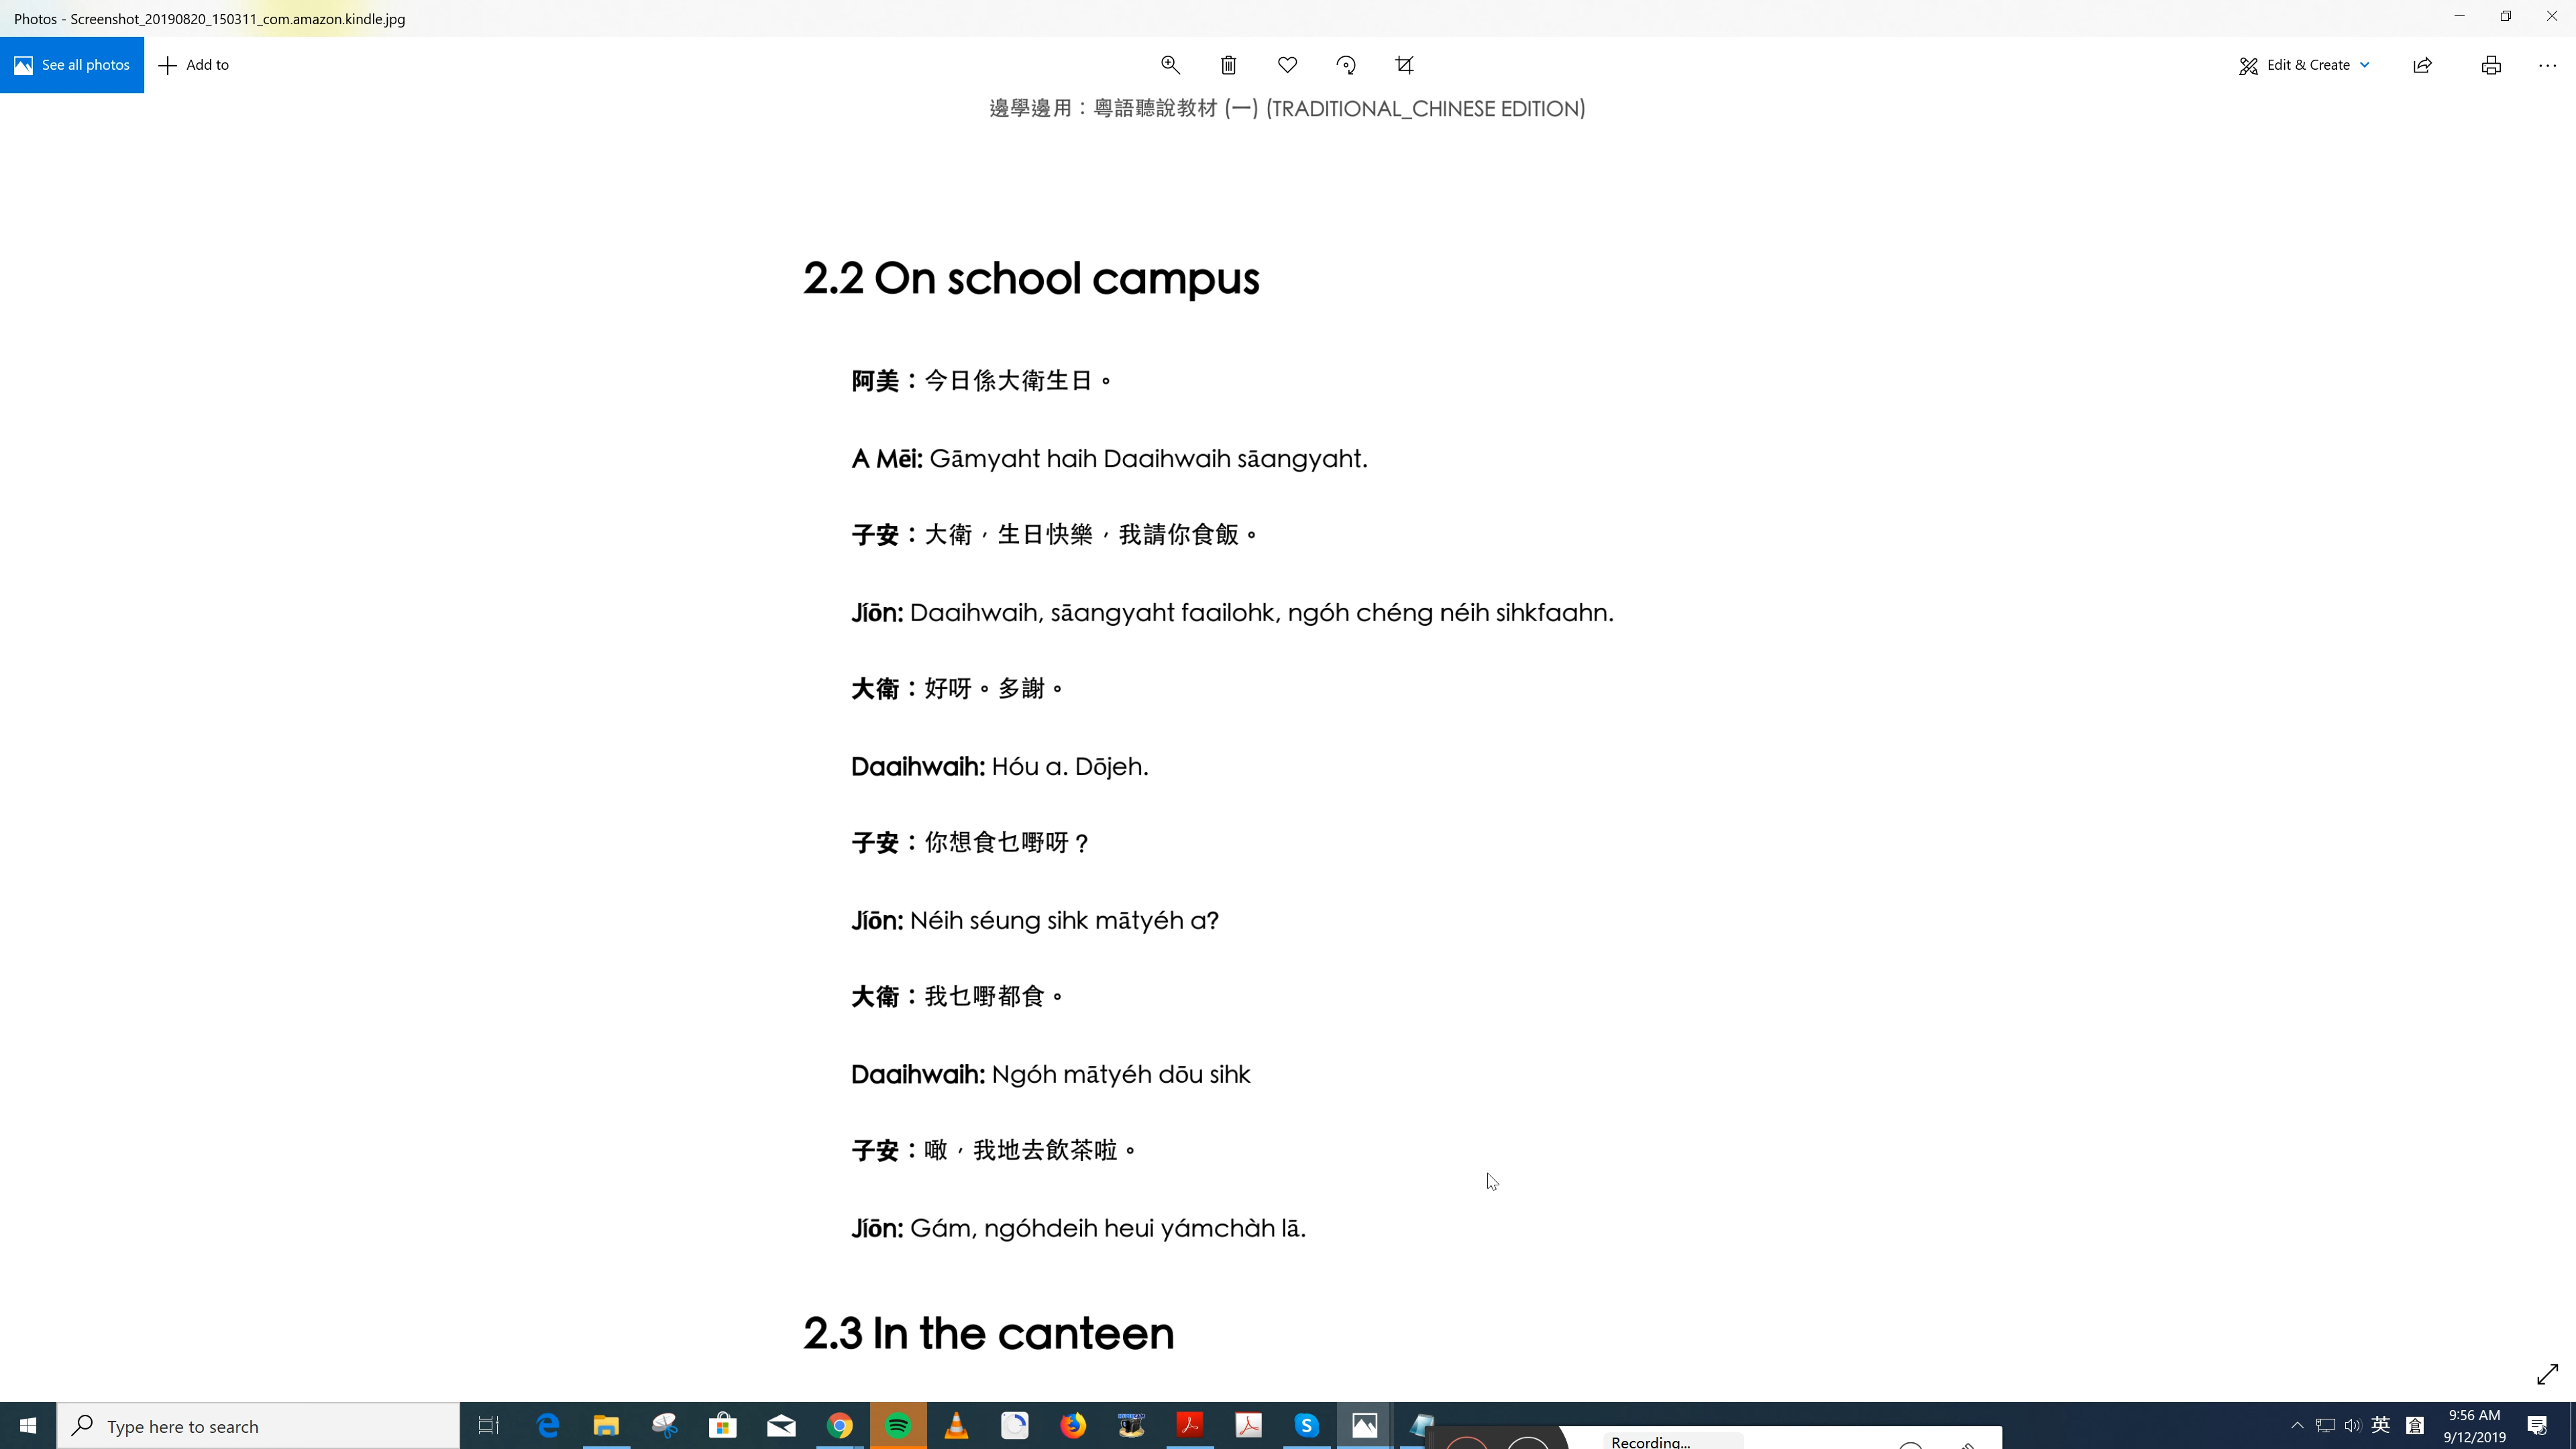 Photos - Screenshot_20190820_150311_com.amazon.kindle.jpg
See all photos
Add to
Edit & Create
邊學邊用：粵語聽說教材 (一) (TRADITIONAL_CHINESE EDITION)
2.2 On school campus
阿美：今日係大衛生日。
A Mēi: Gāmyaht haih Daaihwaih sāangyaht.
子安：大衛，生日快樂，我請你食飯。
Jíōn: Daaihwaih, sāangyaht faailohk, ngóh chéng néih sihkfaahn.
大衛：好呀。多謝。
Daaihwaih: Hóu a. Dōjeh.
子安：你想食乜嘢呀？
Jíōn: Néih séung sihk mātyéh a?
大衛：我乜嘢都食。
Daaihwaih: Ngóh mātyéh dōu sihk
子安：噉，我地去飲茶啦。
Jíōn: Gám, ngóhdeih heui yámchàh lā.
2.3 In the canteen
Type here to search
Recording...
英
倉
9:56 AM
9/12/2019